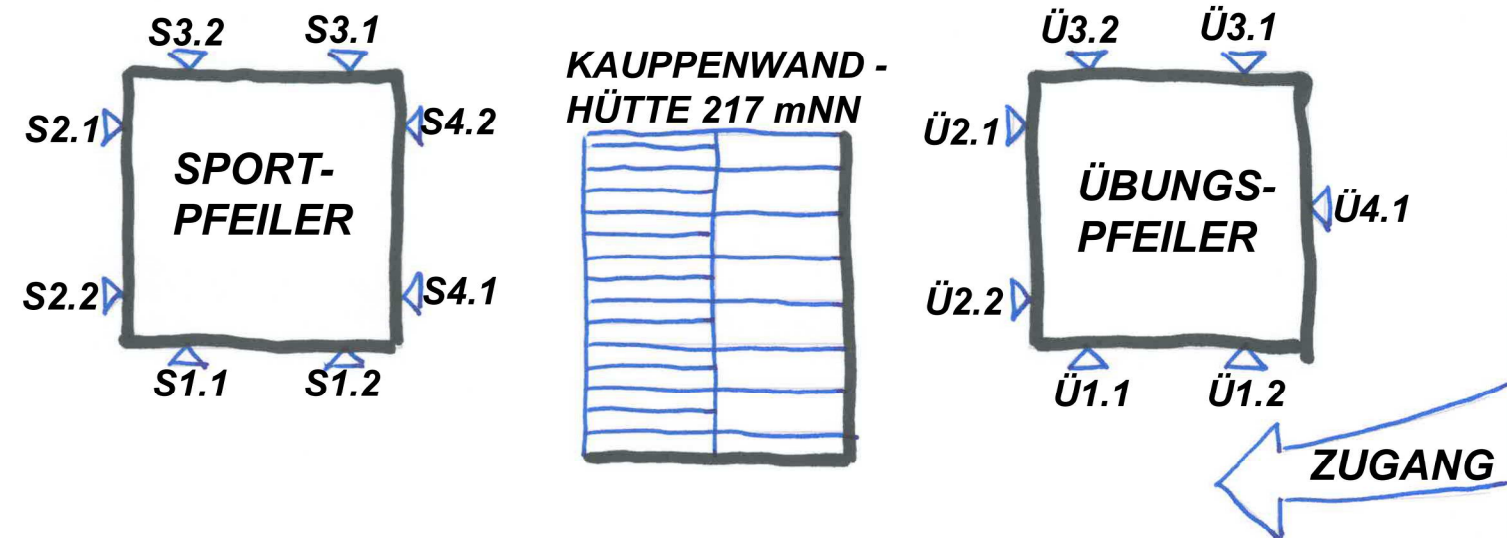 S3.2 S3.1
S2.1
S4.2
SPORT-
PFEILER
S2.2
S4.1
S1.1 S1.2
KAUPPENWAND -
HÜTTE 217 mNN
Ü3.2 Ü3.1
Ü2.1
ÜBUNGS-
PFEILER
Ü4.1
Ü2.2
Ü1.1 Ü1.2
ZUGANG